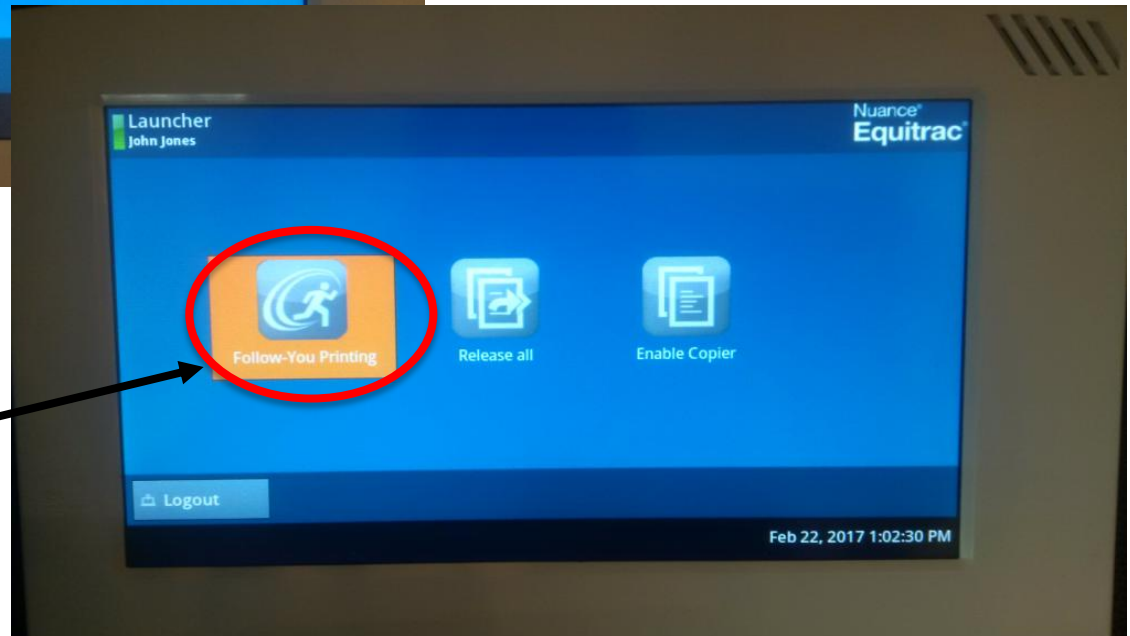 Launcher
John Jones
Nuance®
Equitrac®
Follow-You Printing
Release all
Enable Copier
Logout
Feb 22, 2017 1:02:30 PM